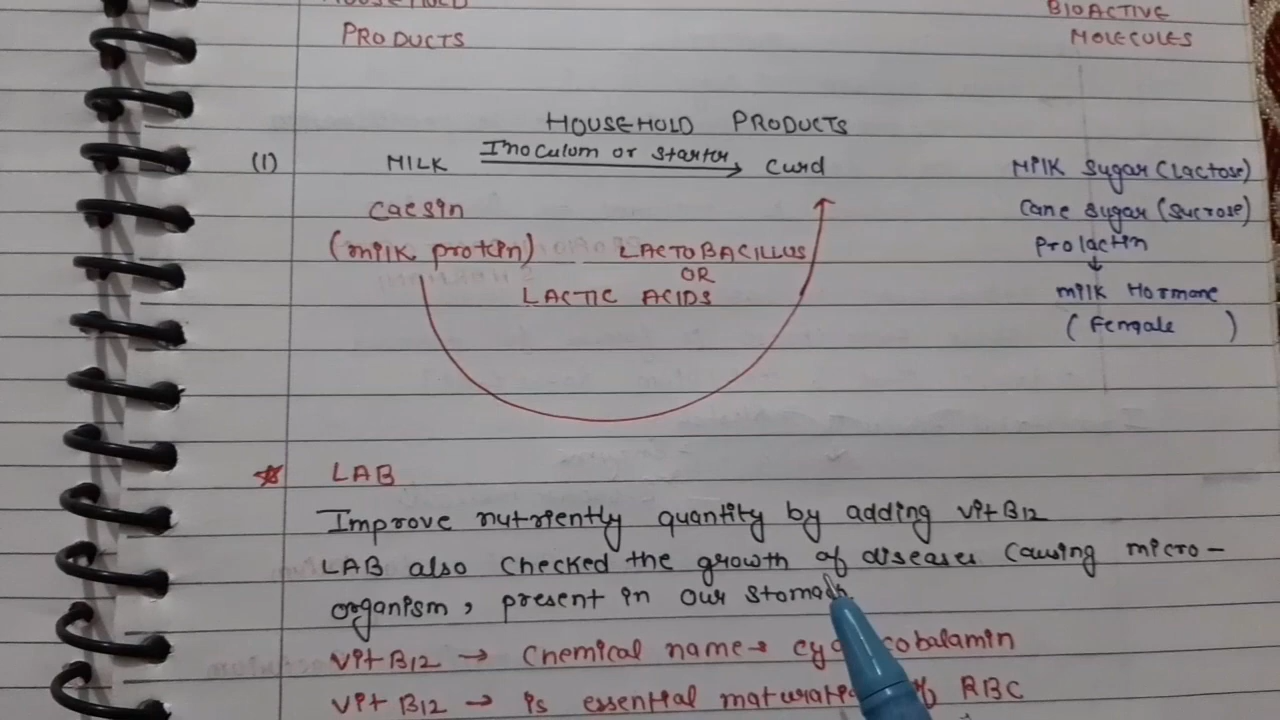 PRODUCTS
BIOACTIVE
MOLECULES
HOUSEHOLD PRODUCTS
(1) MILK Inoculom or starter Curd
Caesin
(milk protein)
LACTOBACILLUS
OR
LACTIC ACIDS
Milk Sugar (Lactose)
Cane Sugar (Sucrose)
Prolactin
↓
milk Hormone
(Female)
LAB
Improve nutriently quantity by adding vit B12
LAB also checked the growth of diseases causing micro-
organism, present in our stomach
vit B12 → Chemical name →
vit B12 → is essential RBC